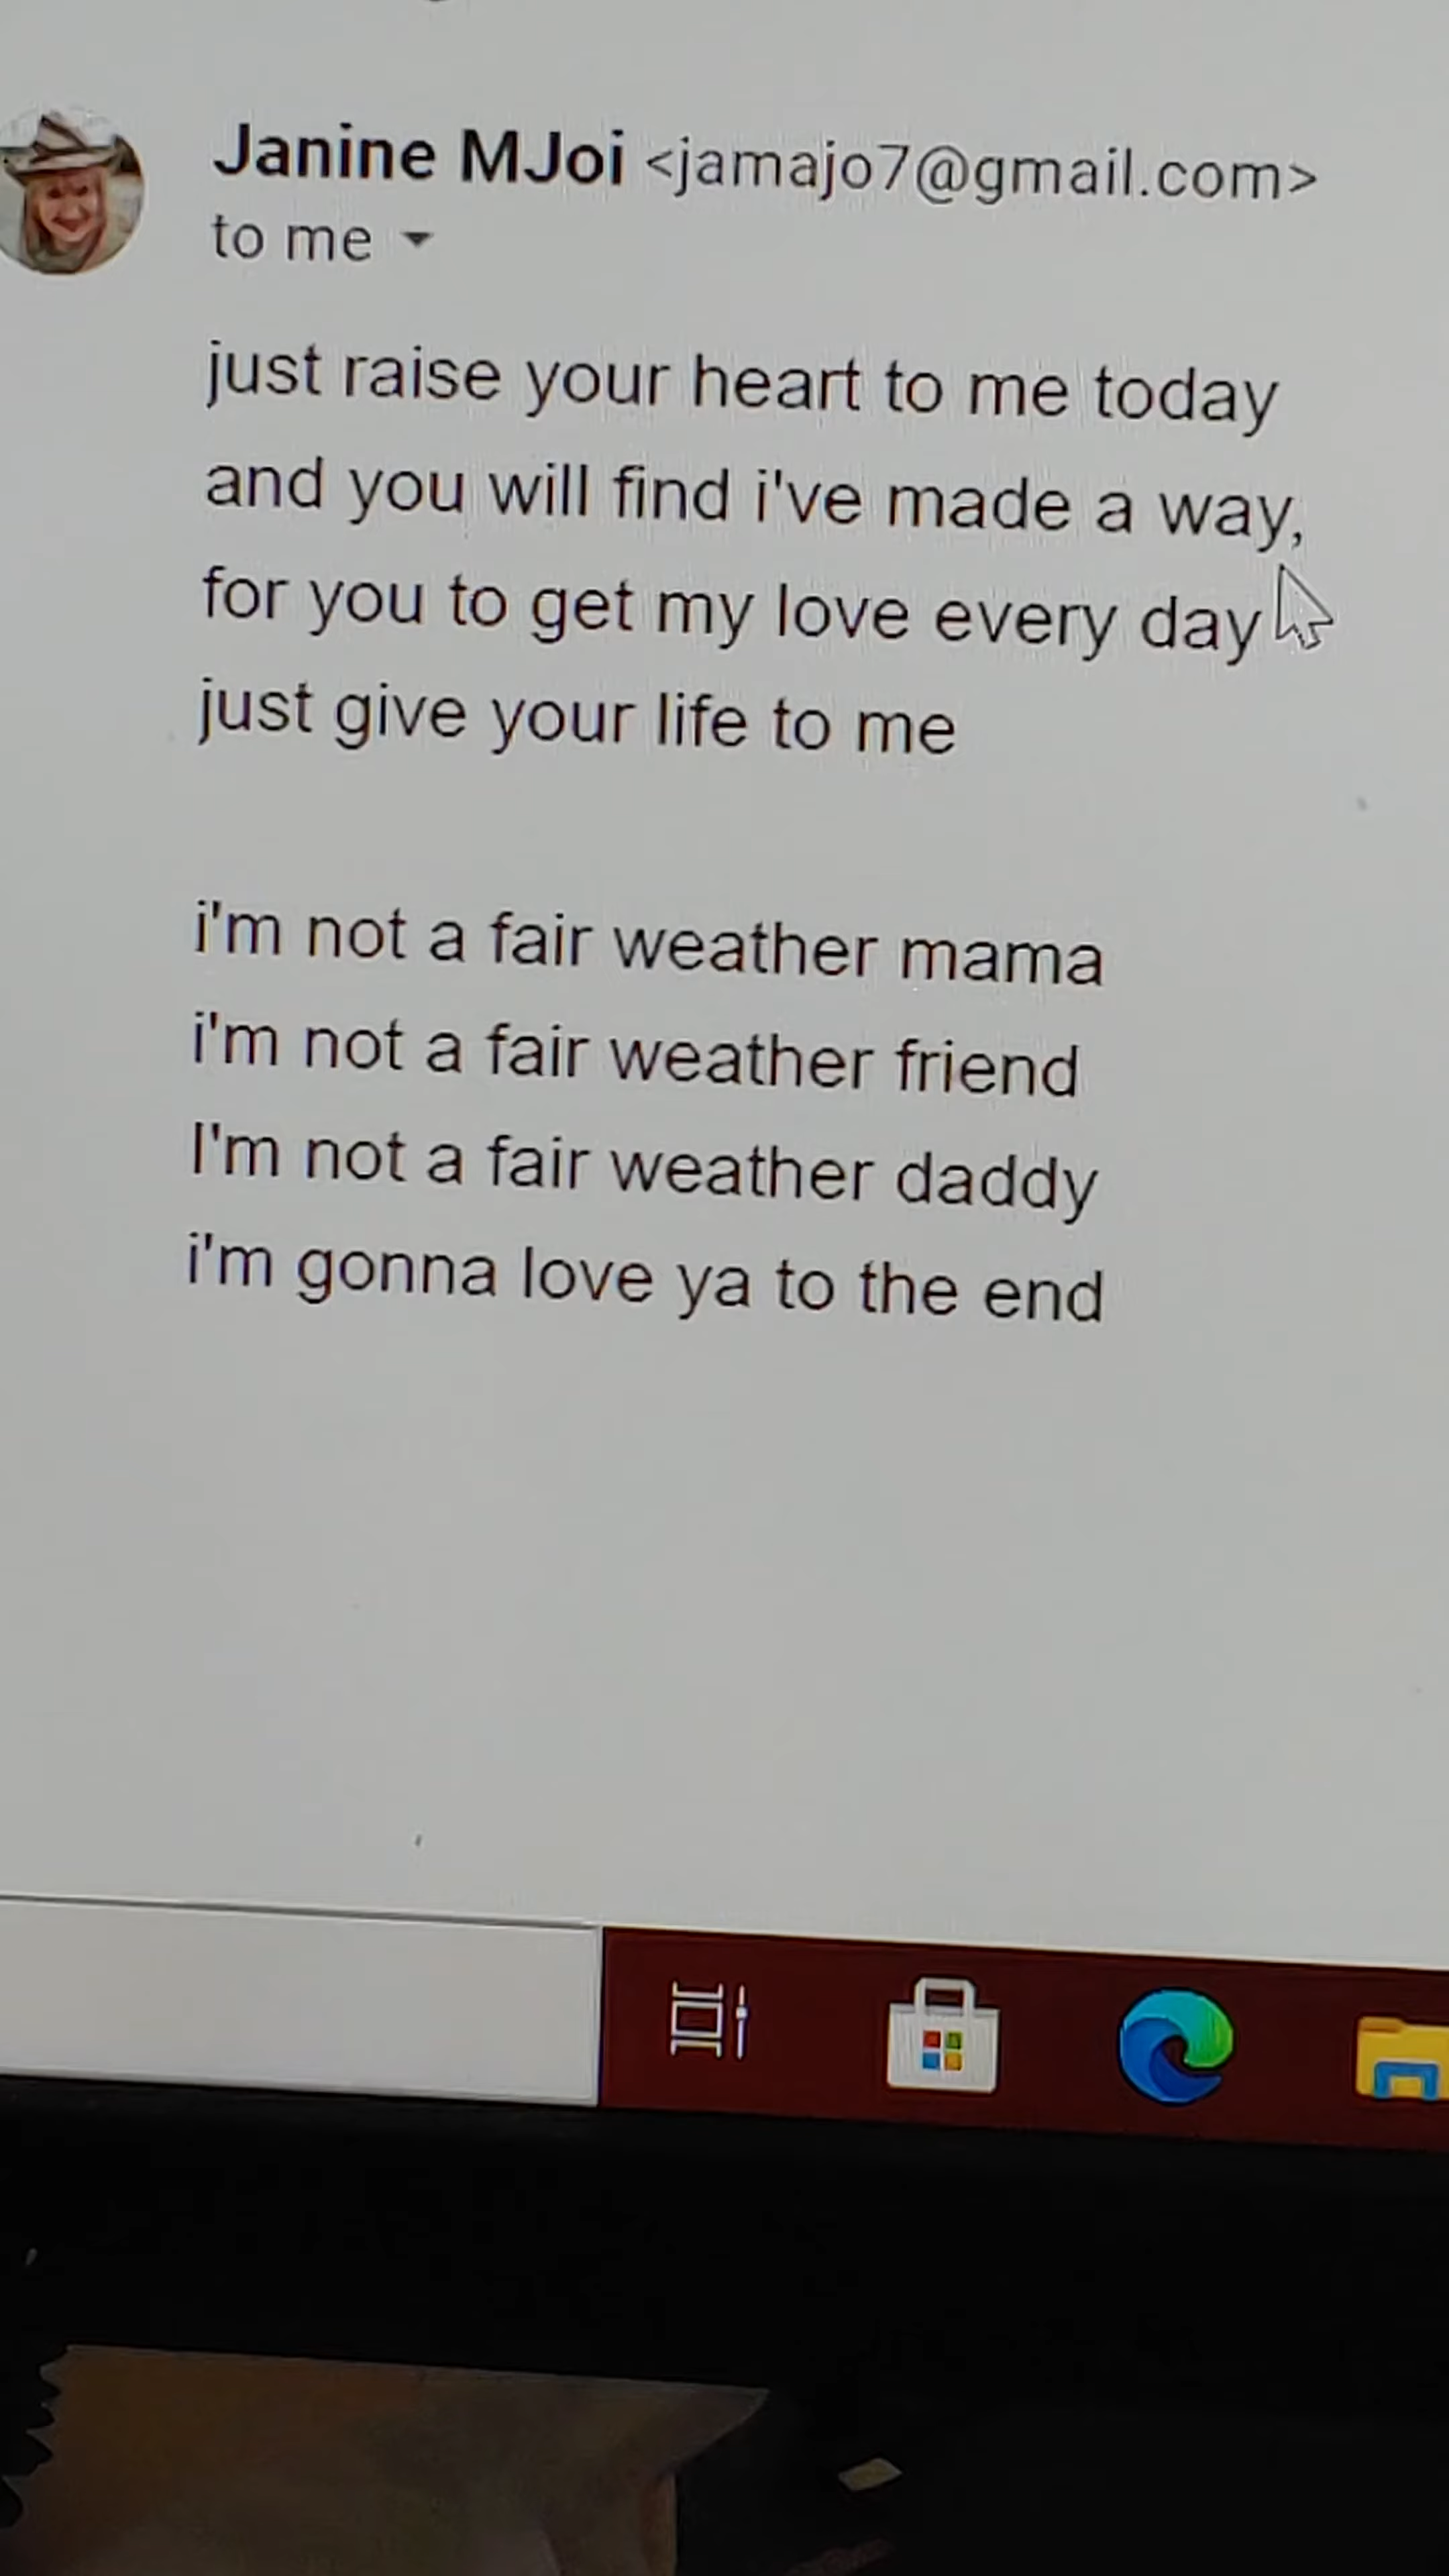 Janine MJoi <jamajo7@gmail.com>
to me
just raise your heart to me today
and you will find i've made a way,
for you to get my love every day
just give your life to me
i'm not a fair weather mama
i'm not a fair weather friend
I'm not a fair weather daddy
i'm gonna love ya to the end